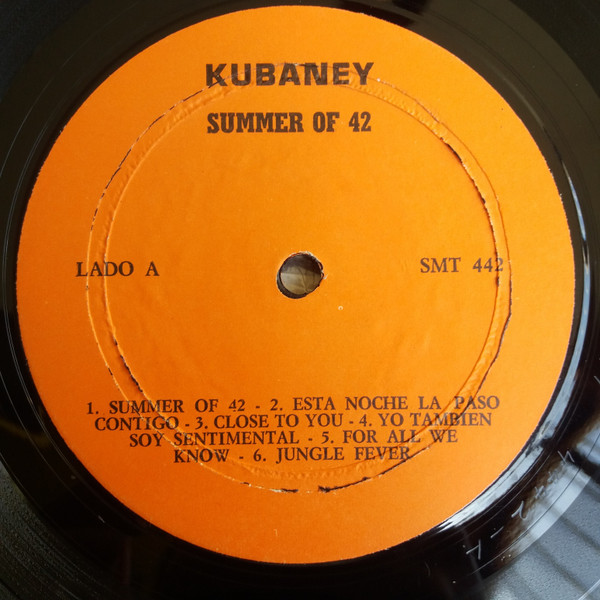 KUBANEY
SUMMER OF 42
LADO A
SMT 442
1. SUMMER OF 42 - 2. ESTA NOCHE LA PASO
CONTIGO - 3. CLOSE TO YOU - 4. YO TAMBIEN
SOY SENTIMENTAL - 5. FOR ALL WE
KNOW - 6. JUNGLE FEVER